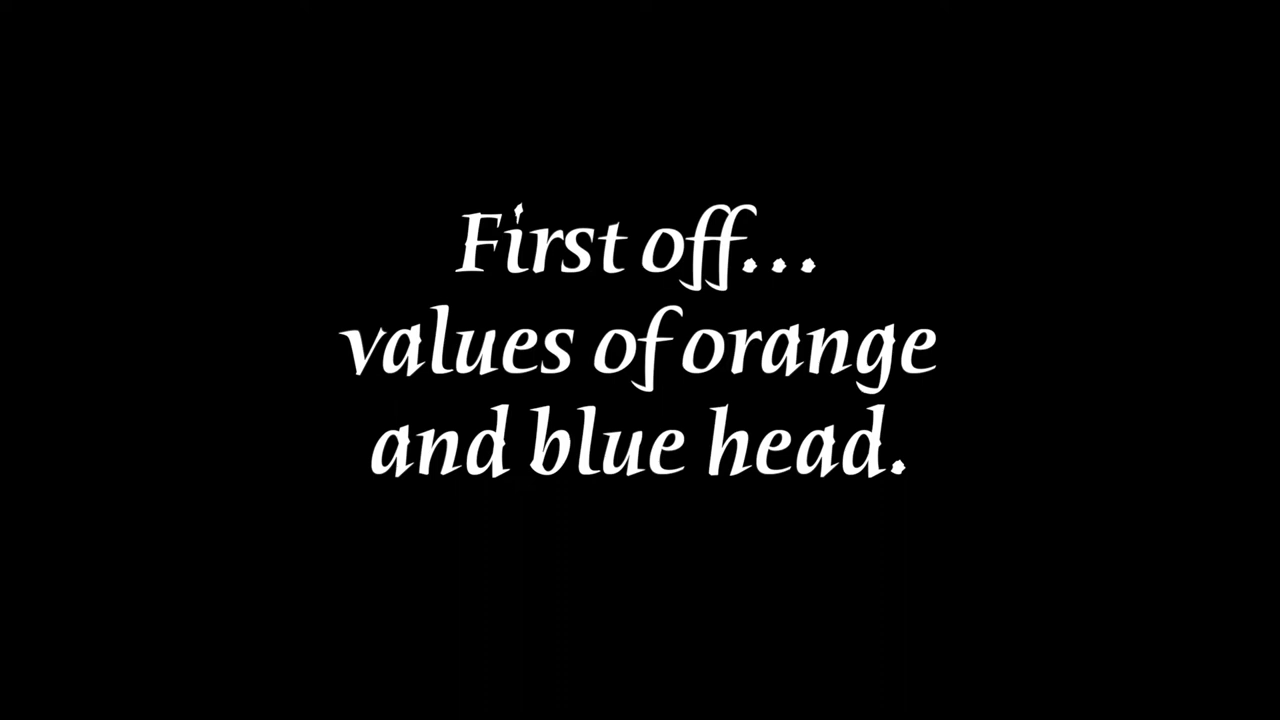 First off...
values of orange
and blue head.